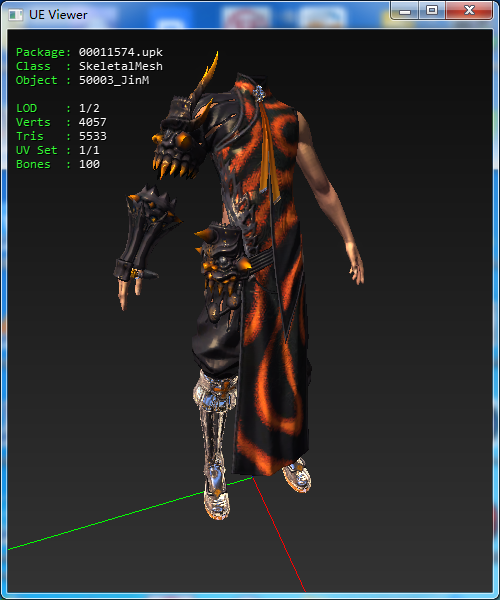 UE Viewer
Package: 00011574.upk
Class  : SkeletalMesh
Object : 50003_JinM
LOD    : 1/2
Verts  : 4057
Tris   : 5533
UV Set : 1/1
Bones  : 100